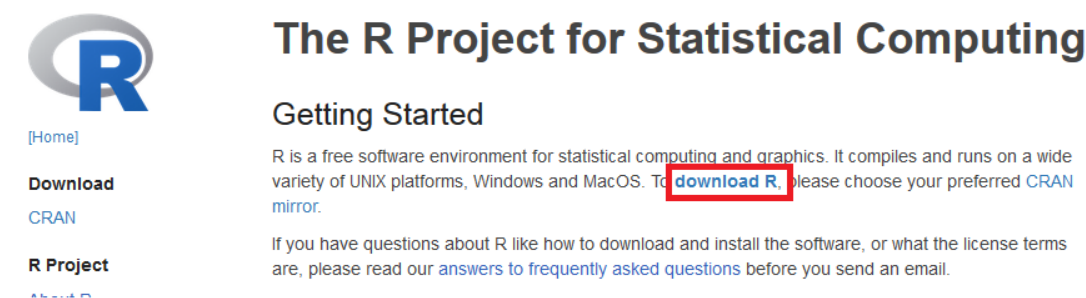 R
The R Project for Statistical Computing
[Home]
Download
CRAN
R Project
Getting Started
R is a free software environment for statistical computing and graphics. It compiles and runs on a wide
variety of UNIX platforms, Windows and MacOS. To download R, please choose your preferred CRAN
mirror.
If you have questions about R like how to download and install the software, or what the license terms
are, please read our answers to frequently asked questions before you send an email.